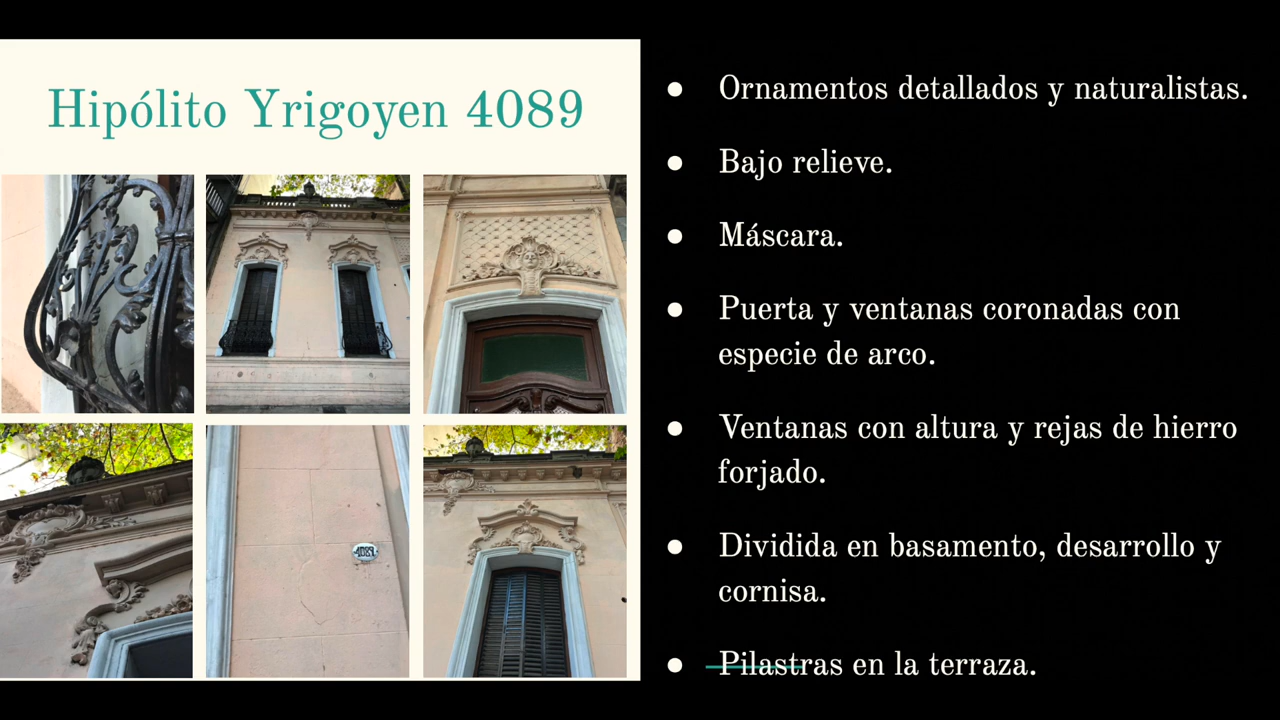 Hipólito Yrigoyen 4089
4089
● Ornamentos detallados y naturalistas.
● Bajo relieve.
● Máscara.
● Puerta y ventanas coronadas con
especie de arco.
● Ventanas con altura y rejas de hierro
forjado.
● Dividida en basamento, desarrollo y
cornisa.
● Pilastras en la terraza.